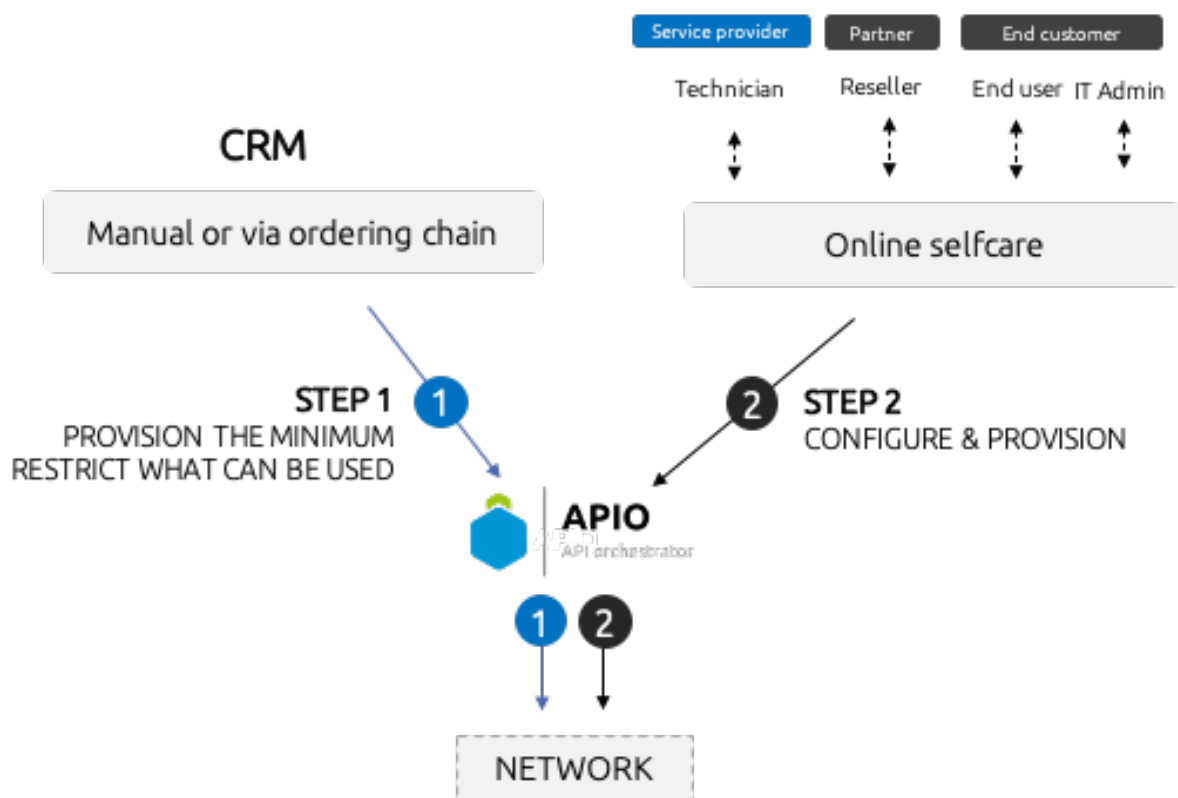 Service provider
Partner
End customer
Technician
Reseller
End user
IT Admin
CRM
Manual or via ordering chain
Online selfcare
1
STEP 1
PROVISION THE MINIMUM
RESTRICT WHAT CAN BE USED
2
STEP 2
CONFIGURE & PROVISION
APIO
API orchestrator
1
2
NETWORK